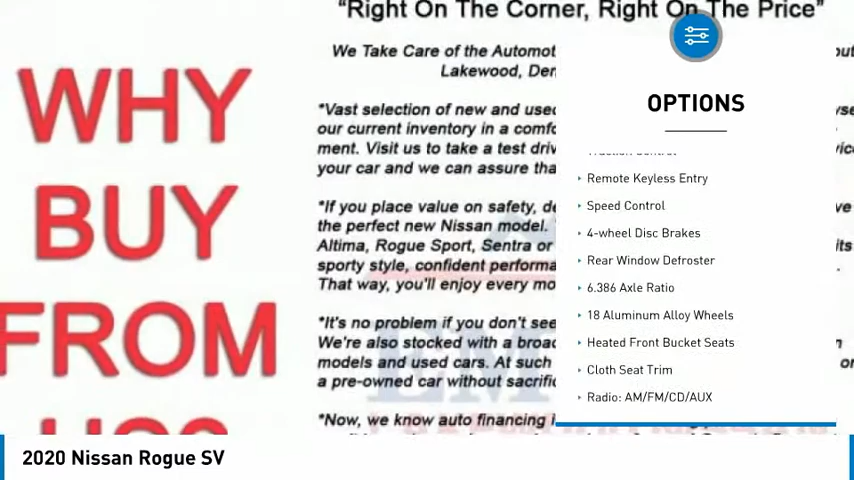 "Right On The Corner, Right On The Price"
WHY
BUY
FROM
We Take Care of the Automot
Lakewood, Den
*Vast selection of new and used
our current inventory in a comfo
ment. Visit us to take a test driv
your car and we can assure tha
*If you place value on safety, de
the perfect new Nissan model.
Altima, Rogue Sport, Sentra or
sporty style, confident performa
That way, you'll enjoy every mo
*It's no problem if you don't see
We're also stocked with a broad
models and used cars. At such
a pre-owned car without sacrific
*Now, we know auto financing i
OPTIONS
Remote Keyless Entry
Speed Control
4-wheel Disc Brakes
Rear Window Defroster
6.386 Axle Ratio
18 Aluminum Alloy Wheels
Heated Front Bucket Seats
Cloth Seat Trim
Radio: AM/FM/CD/AUX
2020 Nissan Rogue SV